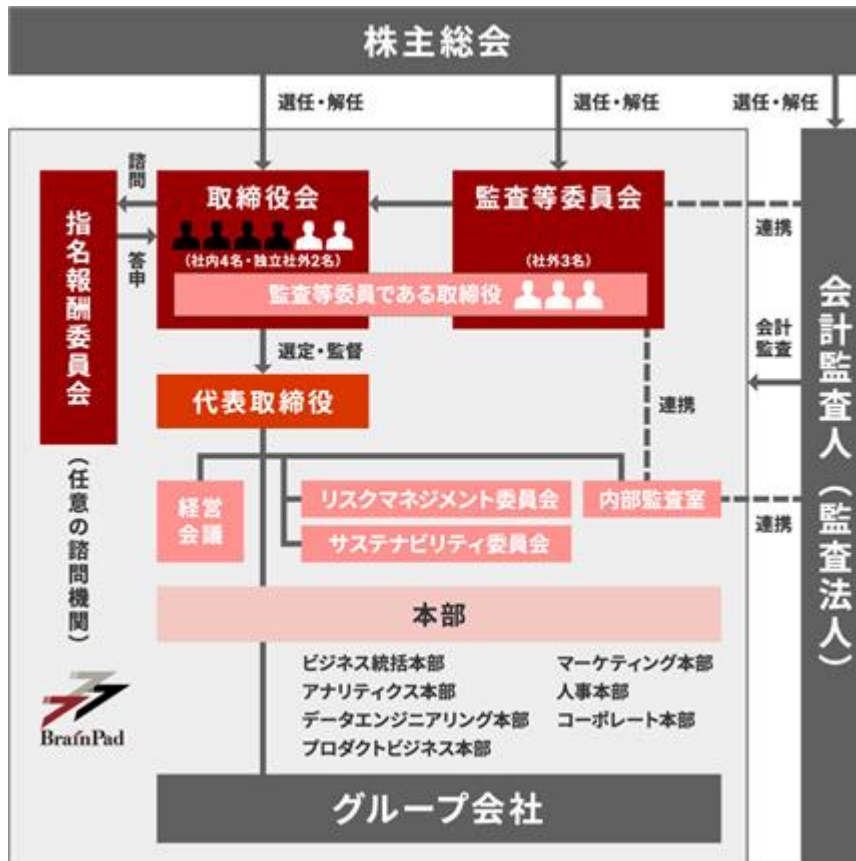 株主総会
選任・解任
選任・解任
選任・解任
諮問
取締役会
監査等委員会
連携
指名報酬委員会
答申
(社内4名・独立社外2名)
(社外3名)
監査等委員である取締役
選定・監督
会計
監査
会計監査人(監査法人)
代表取締役
連携
(任意の諮問機関)
経営
会議
リスクマネジメント委員会
内部監査室
連携
サステナビリティ委員会
本部
ビジネス統括本部
マーケティング本部
アナリティクス本部
人事本部
データエンジニアリング本部
コーポレート本部
プロダクトビジネス本部
BrainPad
グループ会社